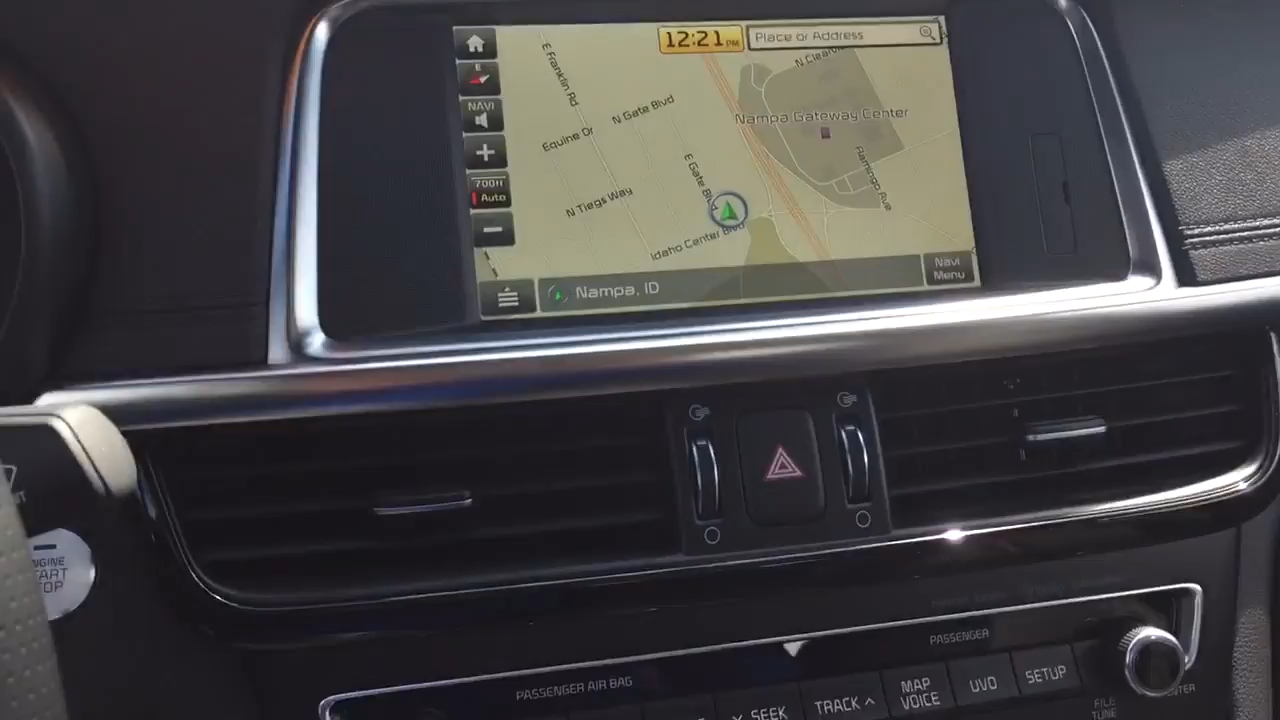 12:21 PM
Place or Address
E
NAVI
700ft
Auto
E Franklin Rd
N Gate Blvd
Equine Dr
N Tiegs Way
E Gate Blvd
Idaho Center Blvd
Nampa Gateway Center
Flamingo Ave
Nampa, ID
Navi
Menu
START
STOP
PASSENGER AIR BAG
PASSENGER
SEEK
TRACK
MAP
VOICE
UVO
SETUP
FILE
TUNE